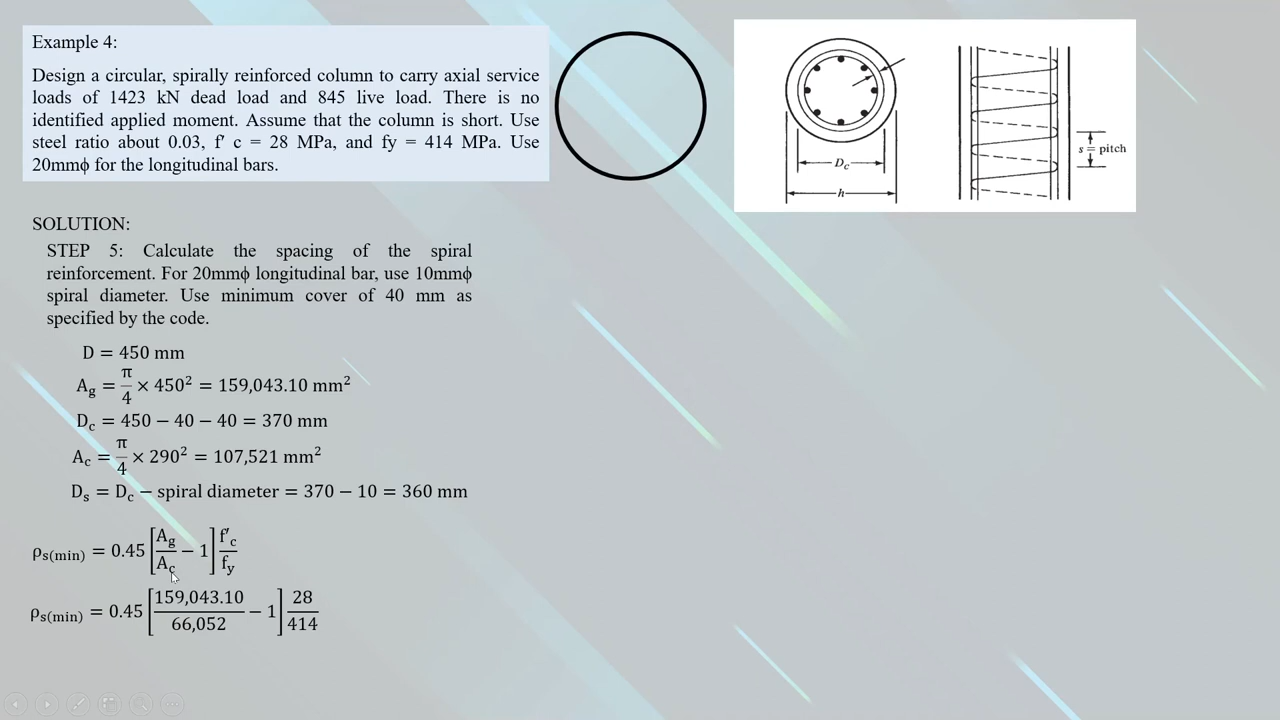 Example 4:
Design a circular, spirally reinforced column to carry axial service
loads of 1423 kN dead load and 845 live load. There is no
identified applied moment. Assume that the column is short. Use
steel ratio about 0.03, f′ c = 28 MPa, and fy = 414 MPa. Use
20mmϕ for the longitudinal bars.
D_c
h
s = pitch
SOLUTION:
STEP 5: Calculate the spacing of the spiral
reinforcement. For 20mmϕ longitudinal bar, use 10mmϕ
spiral diameter. Use minimum cover of 40 mm as
specified by the code.
D = 450 mm
A_g = π/4 × 450² = 159,043.10 mm²
D_c = 450 − 40 − 40 = 370 mm
A_c = π/4 × 290² = 107,521 mm²
D_s = D_c − spiral diameter = 370 − 10 = 360 mm
ρ_s(min) = 0.45 [A_g/A_c − 1] f′_c/f_y
ρ_s(min) = 0.45 [159,043.10/66,052 − 1] 28/414